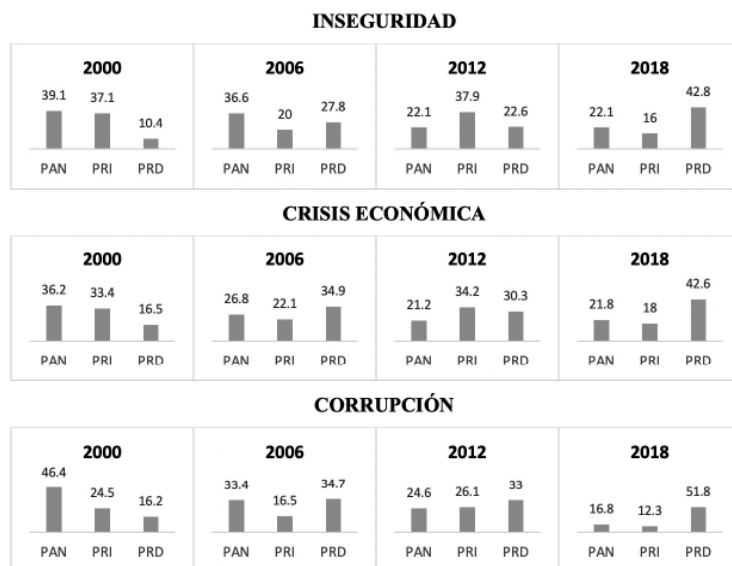 INSEGURIDAD
2000 2006 2012 2018
39.1 37.1 10.4 36.6 20 27.8 22.1 37.9 22.6 22.1 16 42.8
PAN PRI PRD PAN PRI PRD PAN PRI PRD PAN PRI PRD
CRISIS ECONÓMICA
2000 2006 2012 2018
36.2 33.4 16.5 26.8 22.1 34.9 21.2 34.2 30.3 21.8 18 42.6
PAN PRI PRD PAN PRI PRD PAN PRI PRD PAN PRI PRD
CORRUPCIÓN
2000 2006 2012 2018
46.4 24.5 16.2 33.4 16.5 34.7 24.6 26.1 33 16.8 12.3 51.8
PAN PRI PRD PAN PRI PRD PAN PRI PRD PAN PRI PRD